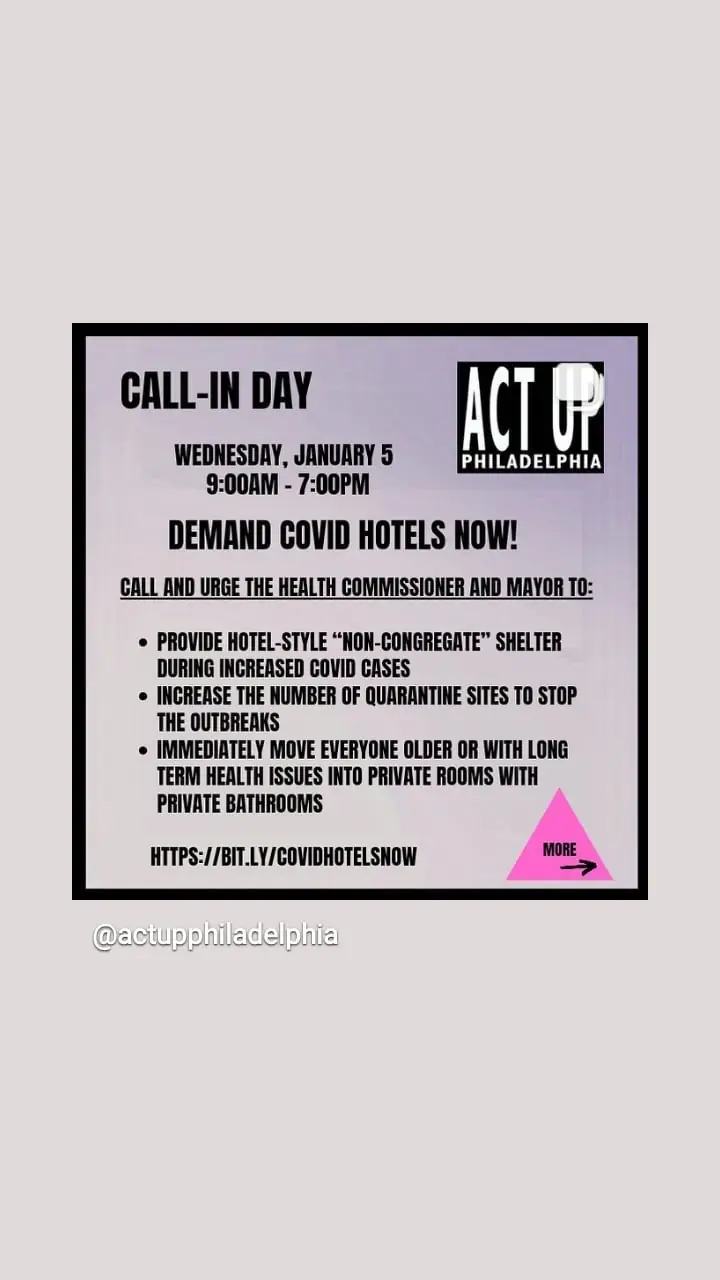 CALL-IN DAY
ACT UP
PHILADELPHIA
WEDNESDAY, JANUARY 5
9:00AM - 7:00PM
DEMAND COVID HOTELS NOW!
CALL AND URGE THE HEALTH COMMISSIONER AND MAYOR TO:
• PROVIDE HOTEL-STYLE “NON-CONGREGATE” SHELTER
DURING INCREASED COVID CASES
• INCREASE THE NUMBER OF QUARANTINE SITES TO STOP
THE OUTBREAKS
• IMMEDIATELY MOVE EVERYONE OLDER OR WITH LONG
TERM HEALTH ISSUES INTO PRIVATE ROOMS WITH
PRIVATE BATHROOMS
HTTPS://BIT.LY/COVIDHOTELSNOW
MORE
@actupphiladelphia